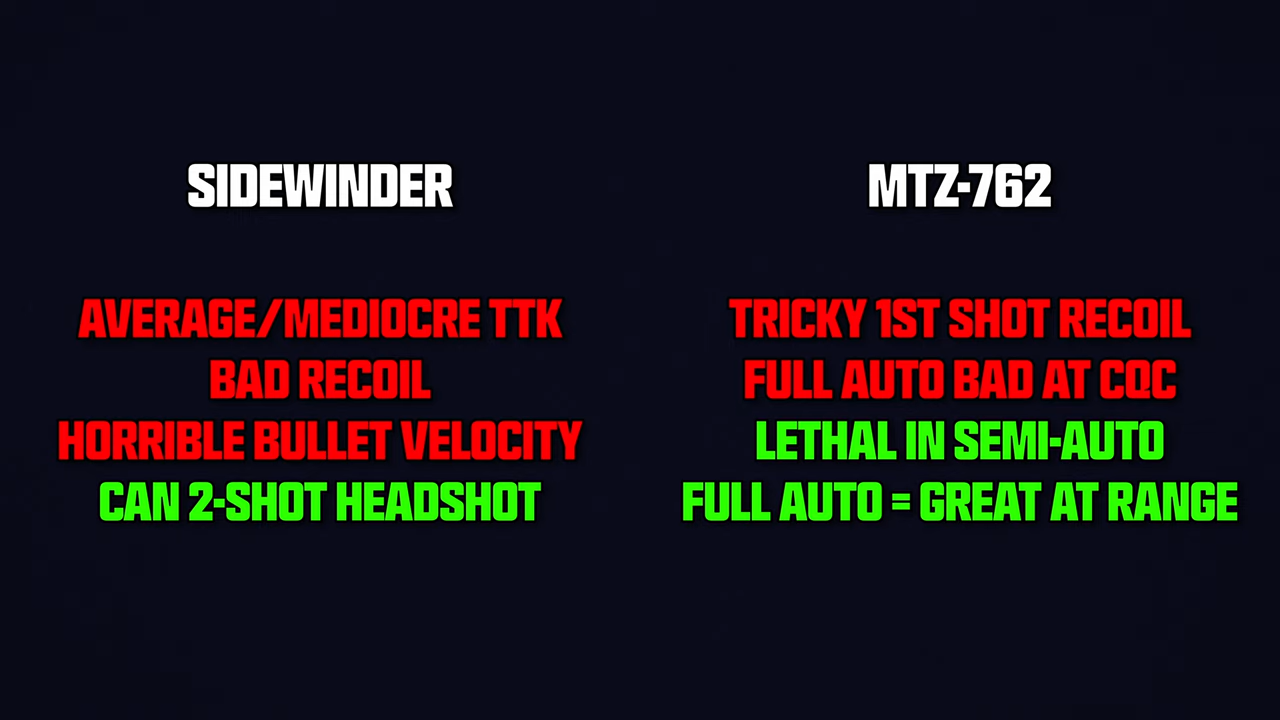 SIDEWINDER
AVERAGE/MEDIOCRE TTK
BAD RECOIL
HORRIBLE BULLET VELOCITY
CAN 2-SHOT HEADSHOT
MTZ-762
TRICKY 1ST SHOT RECOIL
FULL AUTO BAD AT CQC
LETHAL IN SEMI-AUTO
FULL AUTO = GREAT AT RANGE